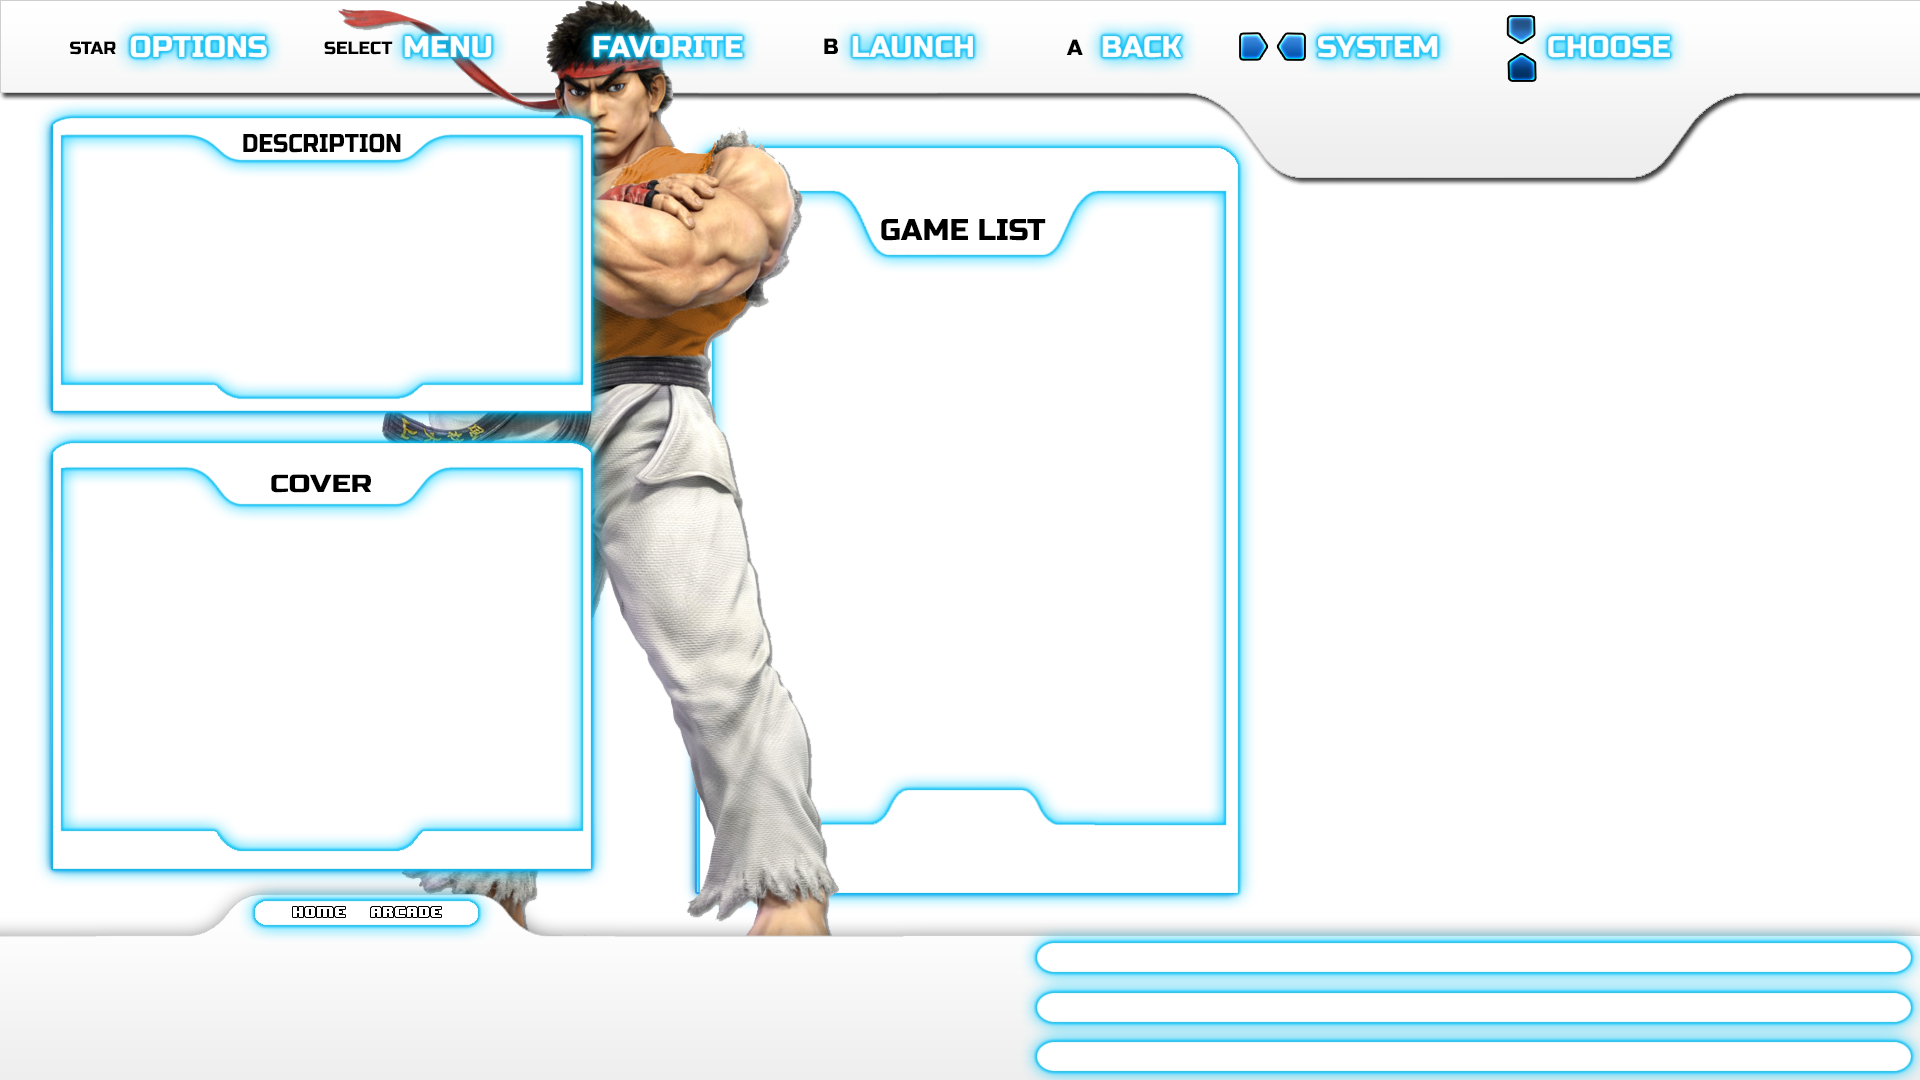 STAR OPTIONS SELECT MENU FAVORITE B LAUNCH A BACK SYSTEM CHOOSE
DESCRIPTION
GAME LIST
COVER
HOME ARCADE